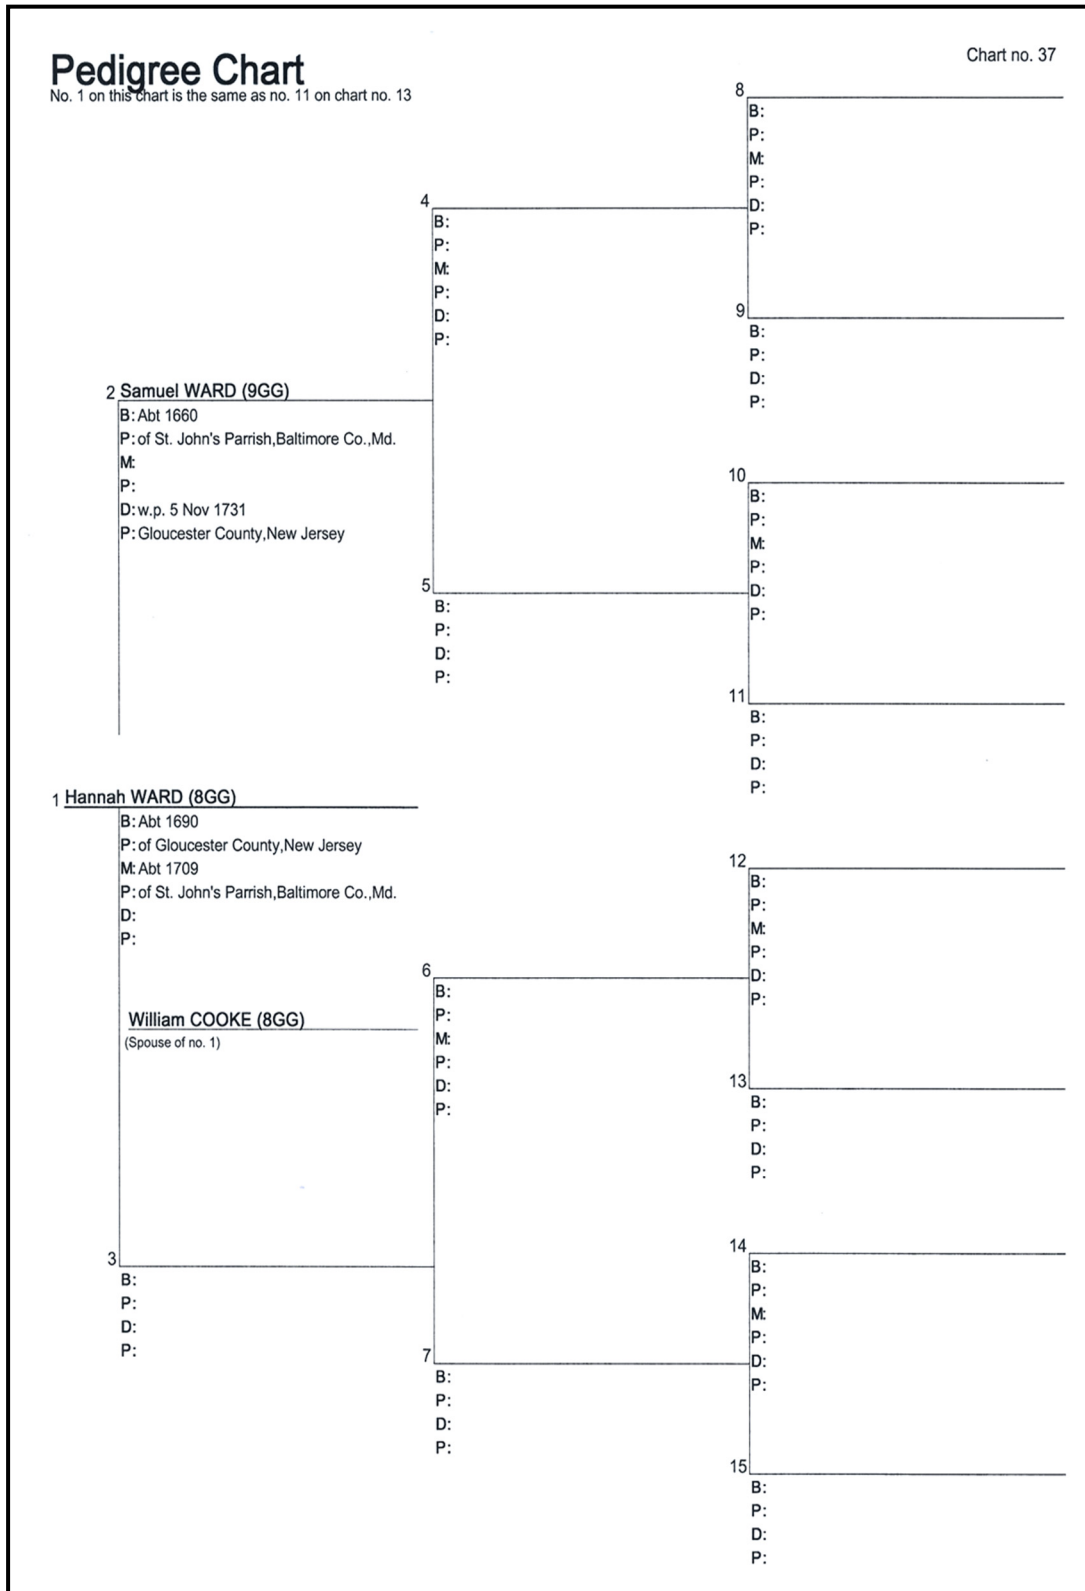 Pedigree Chart
Chart no. 37
No. 1 on this chart is the same as no. 11 on chart no. 13
8
B:
P:
M:
P:
D:
P:
4
B:
P:
M:
P:
D:
P:
9
B:
P:
D:
P:
2 Samuel WARD (9GG)
B: Abt 1660
P: of St. John's Parrish,Baltimore Co.,Md.
M:
P:
D: w.p. 5 Nov 1731
P: Gloucester County,New Jersey
10
B:
P:
M:
P:
D:
P:
5
B:
P:
D:
P:
11
B:
P:
D:
P:
1 Hannah WARD (8GG)
B: Abt 1690
P: of Gloucester County,New Jersey
M: Abt 1709
P: of St. John's Parrish,Baltimore Co.,Md.
D:
P:
12
B:
P:
M:
P:
D:
P:
6
B:
P:
M:
P:
D:
P:
William COOKE (8GG)
(Spouse of no. 1)
13
B:
P:
D:
P:
3
B:
P:
D:
P:
14
B:
P:
M:
P:
D:
P:
7
B:
P:
D:
P:
15
B:
P:
D:
P: